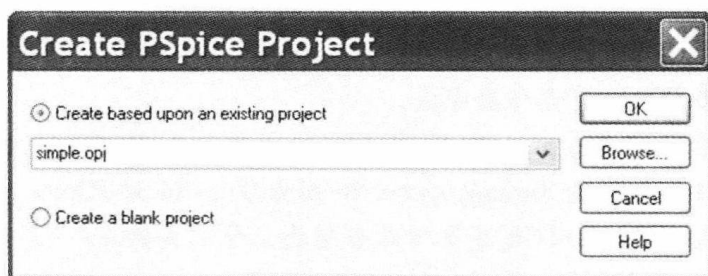 Create PSpice Project
Create based upon an existing project
OK
simple.opj
Browse...
Cancel
Create a blank project
Help